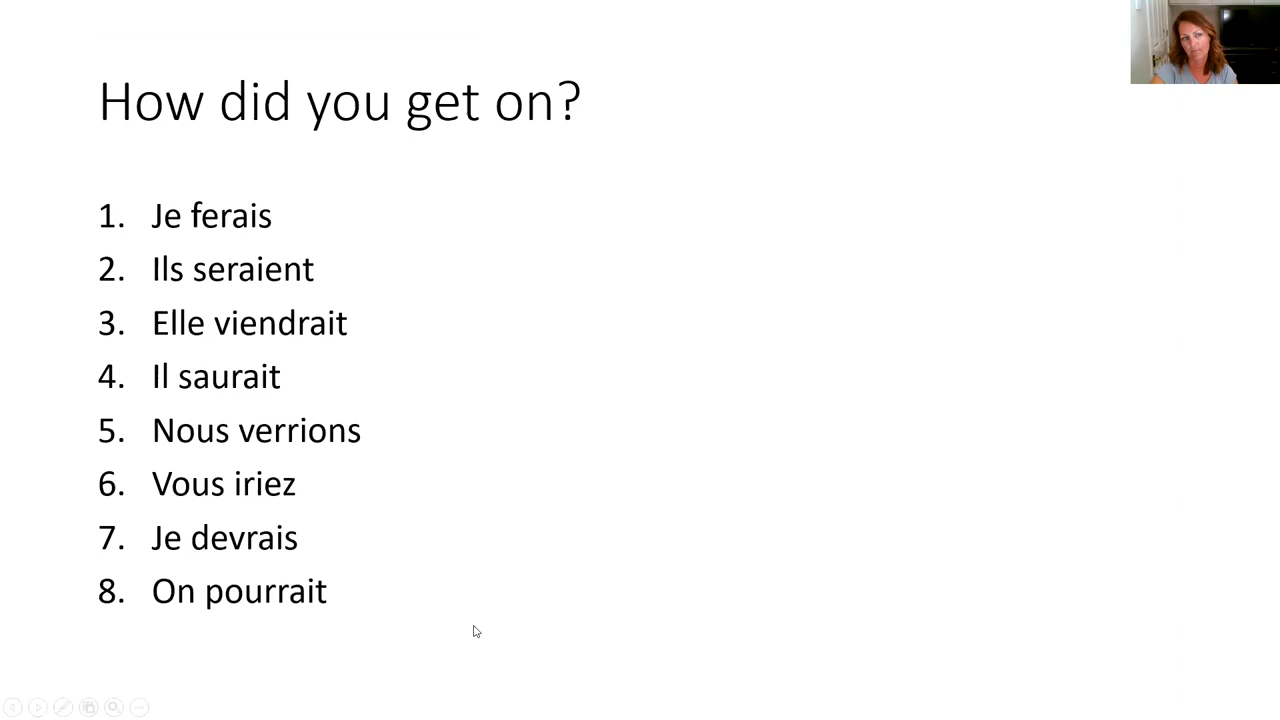 How did you get on?
1. Je ferais
2. Ils seraient
3. Elle viendrait
4. Il saurait
5. Nous verrions
6. Vous iriez
7. Je devrais
8. On pourrait